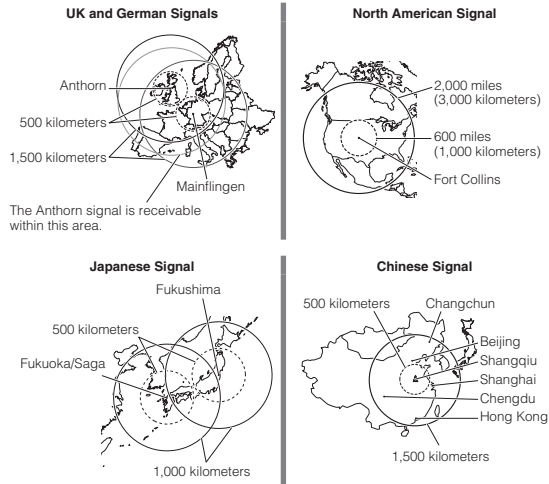 UK and German Signals
Anthorn
500 kilometers
1,500 kilometers
Mainflingen
The Anthorn signal is receivable
within this area.
North American Signal
2,000 miles
(3,000 kilometers)
600 miles
(1,000 kilometers)
Fort Collins
Japanese Signal
Fukushima
500 kilometers
Fukuoka/Saga
1,000 kilometers
Chinese Signal
500 kilometers
Changchun
Beijing
Shangqiu
Shanghai
Chengdu
Hong Kong
1,500 kilometers